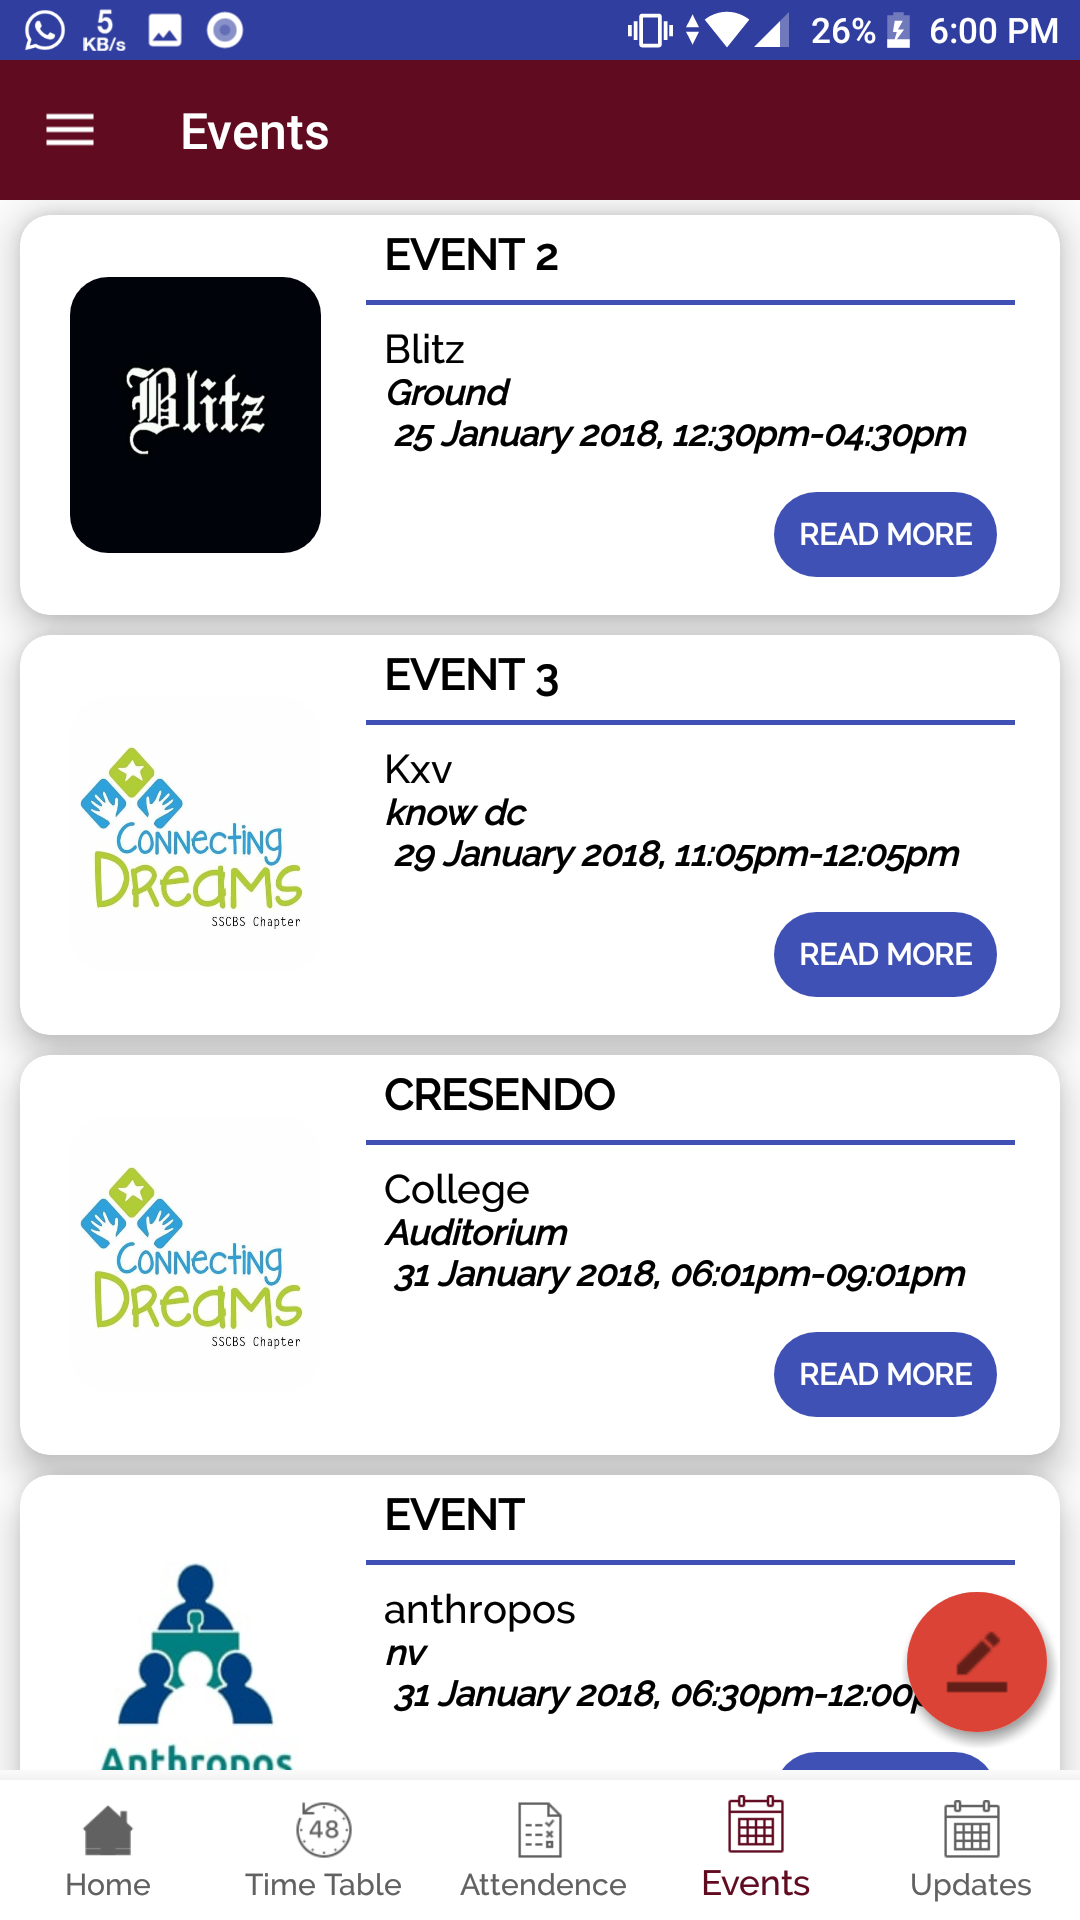 5 KB/s 26% 6:00 PM
Events
EVENT 2
Blitz
Blitz
Ground
25 January 2018, 12:30pm-04:30pm
READ MORE
EVENT 3
Connecting
Dreams
SSCBS Chapter
Kxv
know dc
29 January 2018, 11:05pm-12:05pm
READ MORE
CRESENDO
Connecting
Dreams
SSCBS Chapter
College
Auditorium
31 January 2018, 06:01pm-09:01pm
READ MORE
EVENT
Anthropos
anthropos
nv
31 January 2018, 06:30pm-12:00p
48
Home Time Table Attendence Events Updates